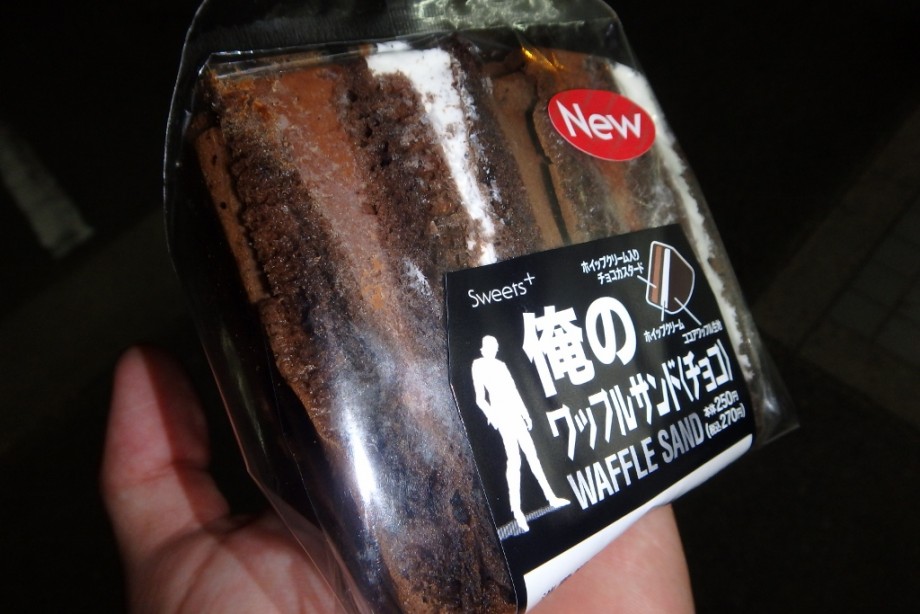 New
Sweets+
ホイップクリーム入り
チョコカスタード
ホイップクリーム
ココアワッフル生地
俺の
ワッフルサンド(チョコ)
WAFFLE SAND
本体250円
(税込270円)